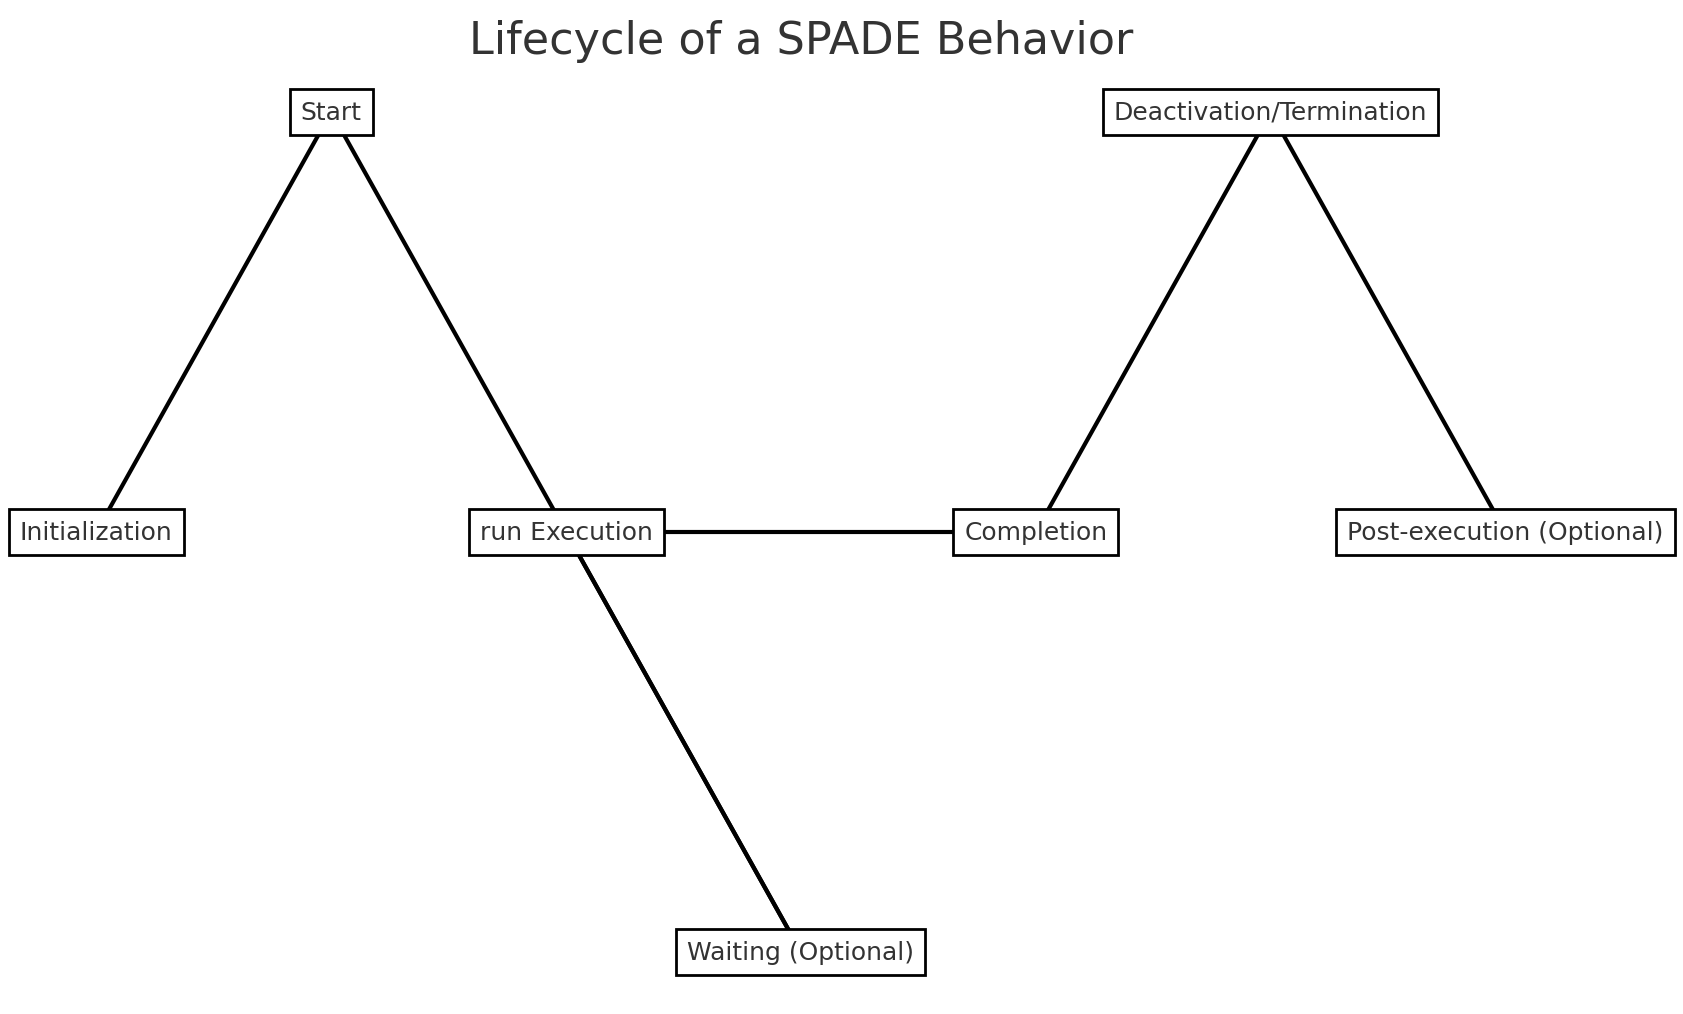 Lifecycle of a SPADE Behavior
Start
Deactivation/Termination
Initialization
run Execution
Completion
Post-execution (Optional)
Waiting (Optional)